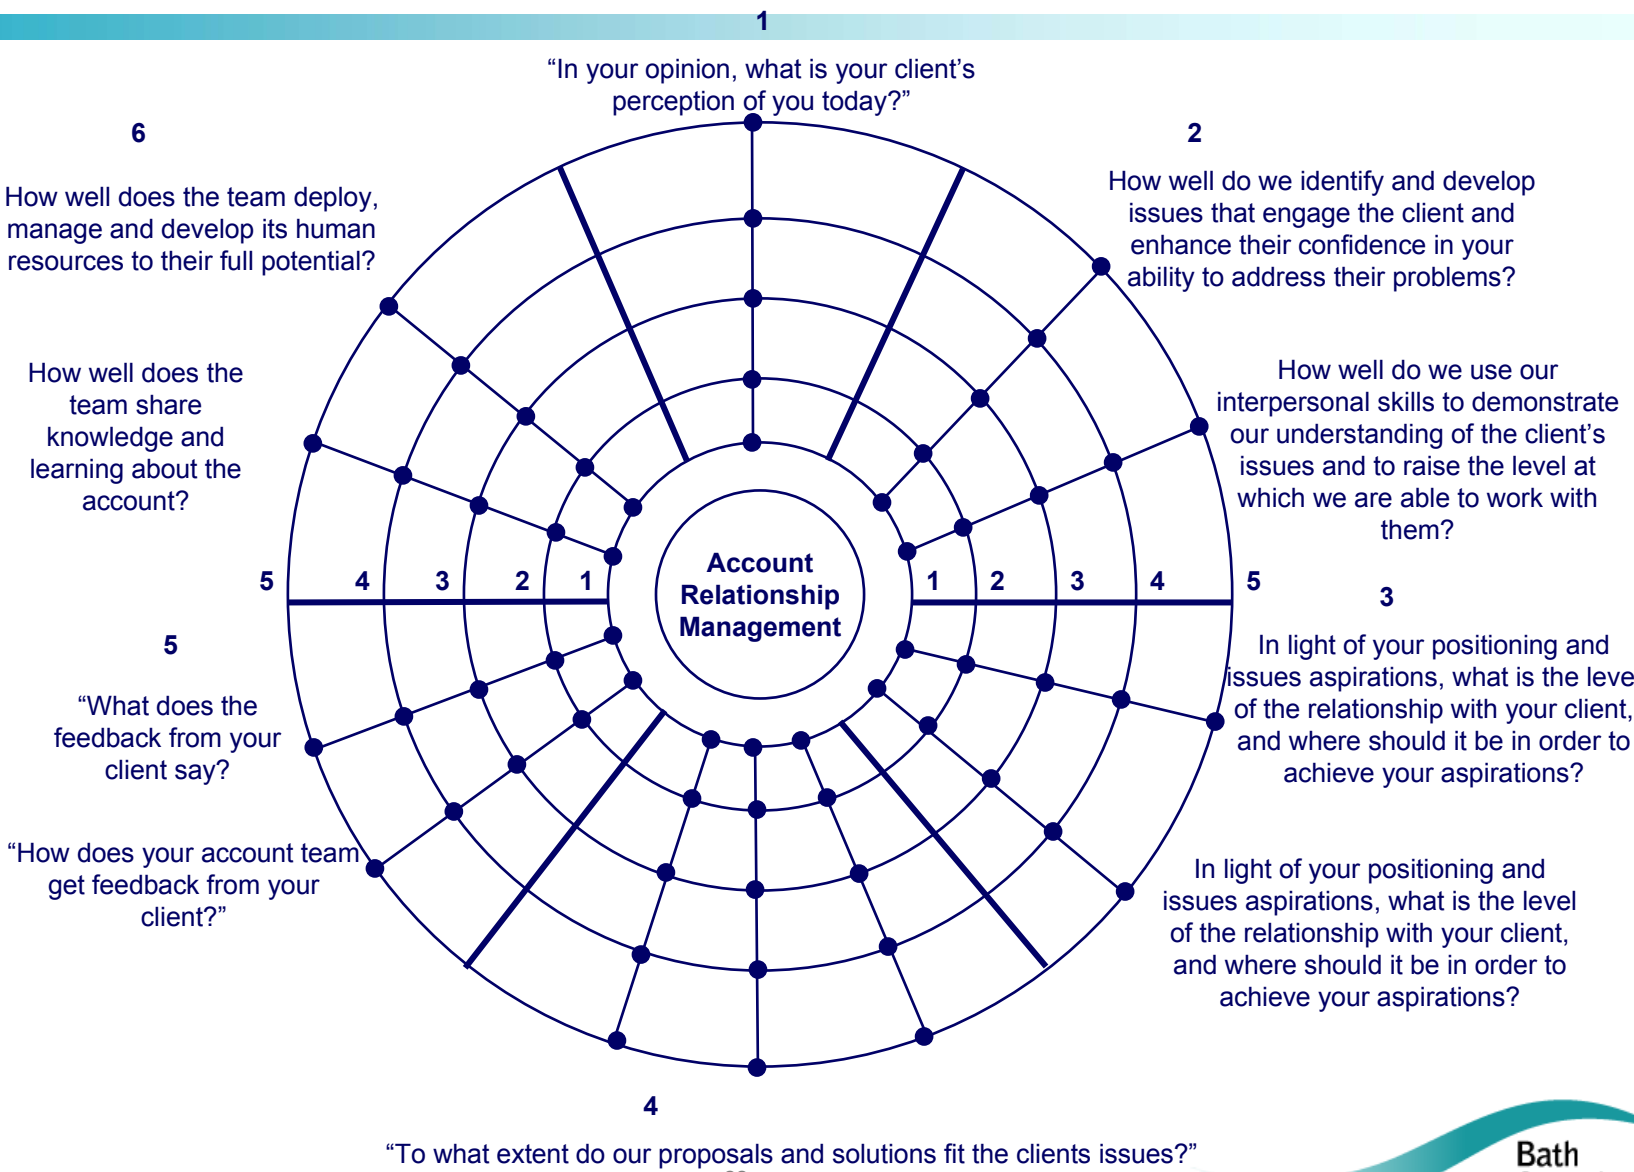 1
“In your opinion, what is your client’s
perception of you today?”
2
How well do we identify and develop
issues that engage the client and
enhance their confidence in your
ability to address their problems?
How well do we use our
interpersonal skills to demonstrate
our understanding of the client’s
issues and to raise the level at
which we are able to work with
them?
3
In light of your positioning and
issues aspirations, what is the leve
of the relationship with your client,
and where should it be in order to
achieve your aspirations?
In light of your positioning and
issues aspirations, what is the level
of the relationship with your client,
and where should it be in order to
achieve your aspirations?
4
“To what extent do our proposals and solutions fit the clients issues?”
5
“What does the
feedback from your
client say?
“How does your account team
get feedback from your
client?”
6
How well does the team deploy,
manage and develop its human
resources to their full potential?
How well does the
team share
knowledge and
learning about the
account?
5 4 3 2 1
Account
Relationship
Management
1 2 3 4 5
Bath